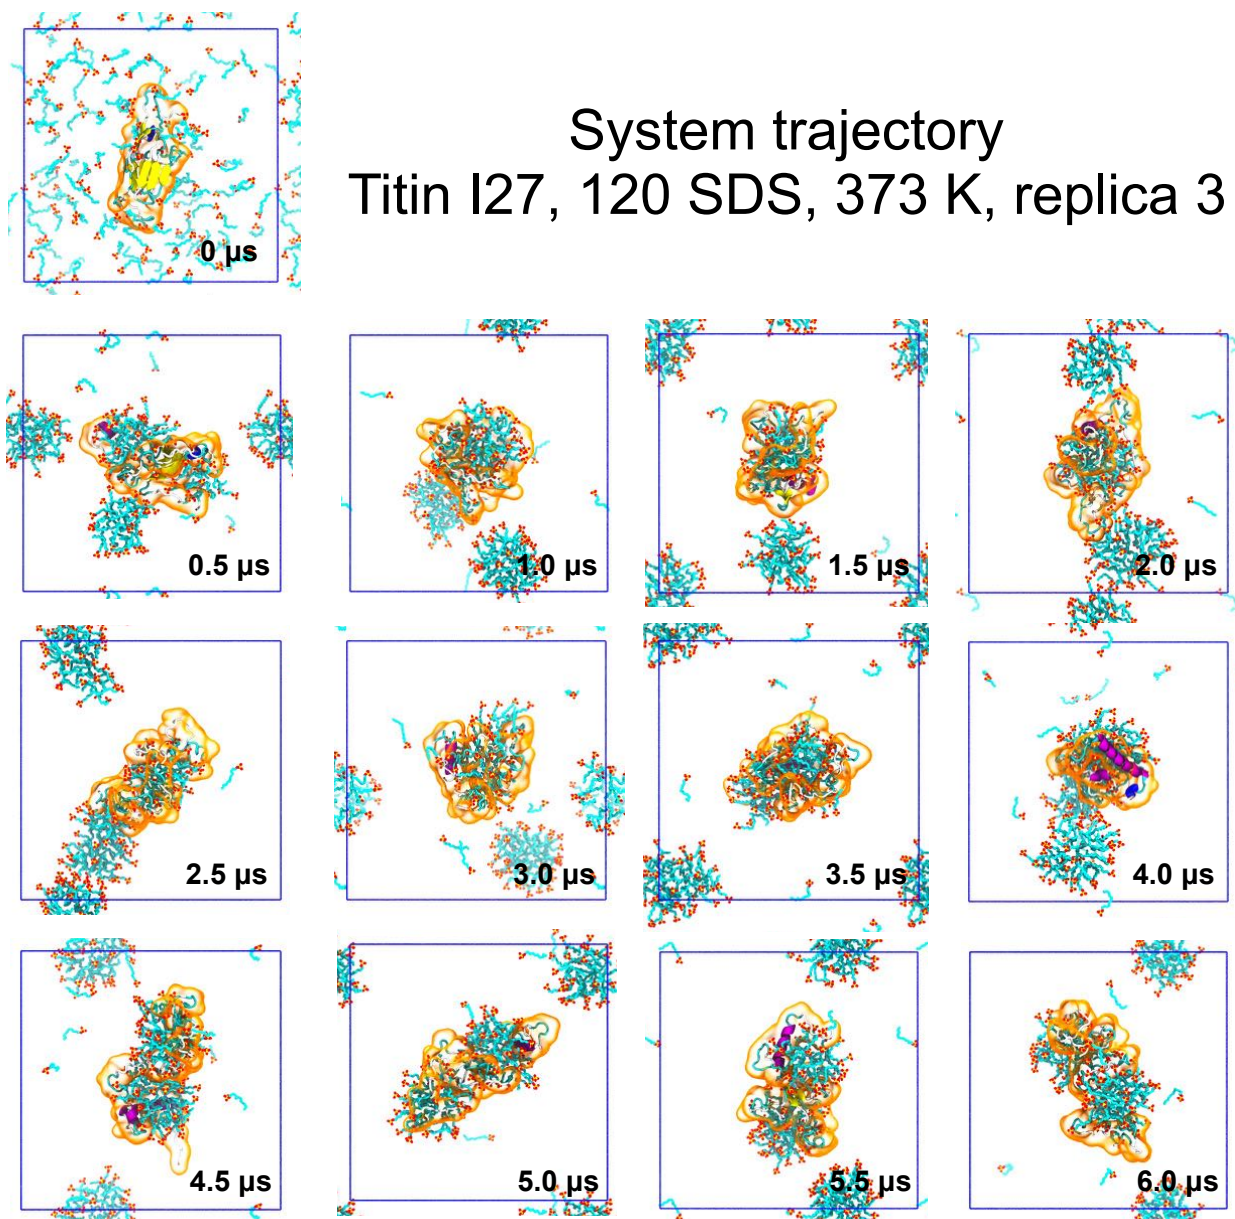 System trajectory
Titin I27, 120 SDS, 373 K, replica 3
0 µs
0.5 µs
1.0 µs
1.5 µs
2.0 µs
2.5 µs
3.0 µs
3.5 µs
4.0 µs
4.5 µs
5.0 µs
5.5 µs
6.0 µs